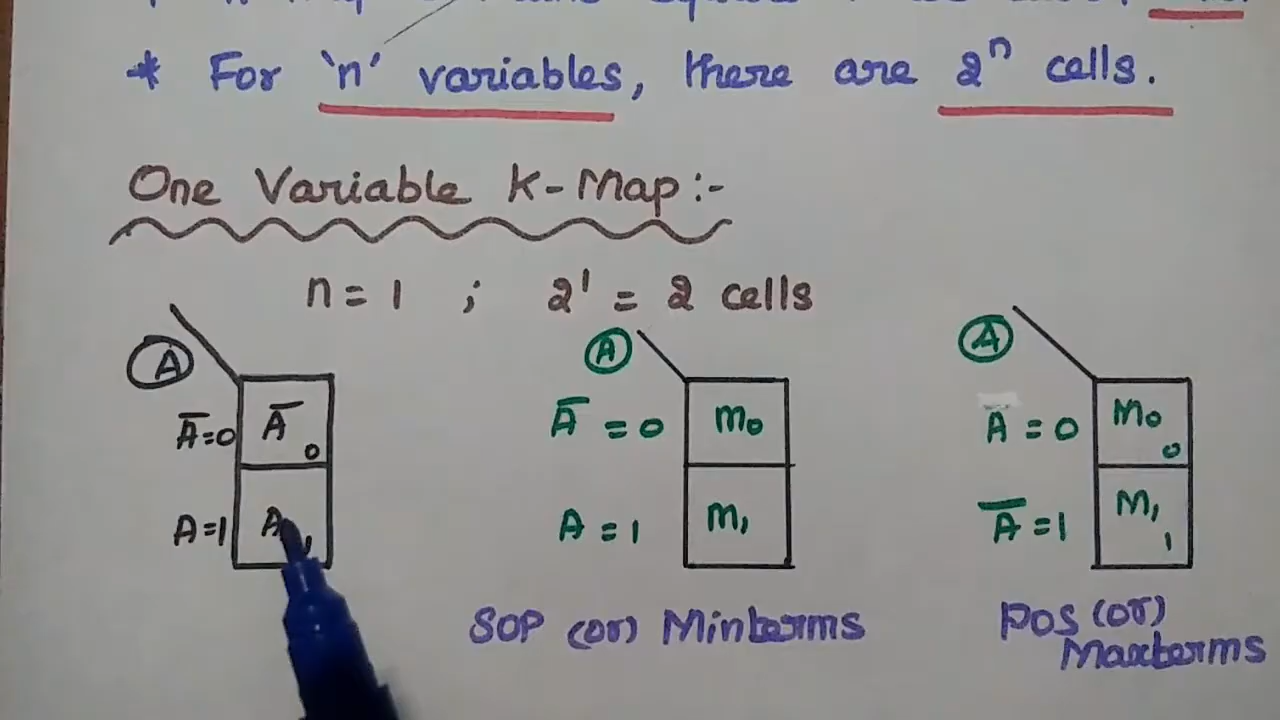 * For 'n' variables, there are 2ⁿ cells.
One Variable K-Map:-
n = 1 ; 2¹ = 2 cells
A
A̅=0 A̅ 0
A=1 A 1
A
A̅ = 0 m₀
A = 1 m₁
SOP (or) Minterms
A
A = 0 M₀ 0
A̅ = 1 M₁ 1
POS (or)
Maxterms